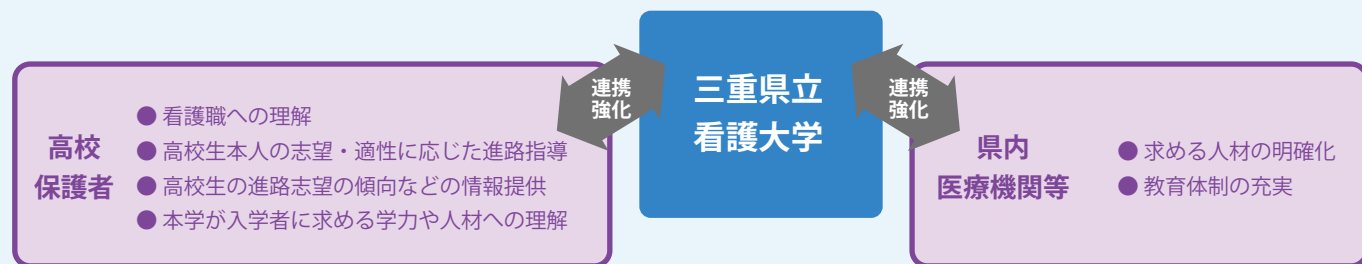 高校
保護者
● 看護職への理解
● 高校生本人の志望・適性に応じた進路指導
● 高校生の進路志望の傾向などの情報提供
● 本学が入学者に求める学力や人材への理解
連携
強化
三重県立
看護大学
連携
強化
県内
医療機関等
● 求める人材の明確化
● 教育体制の充実